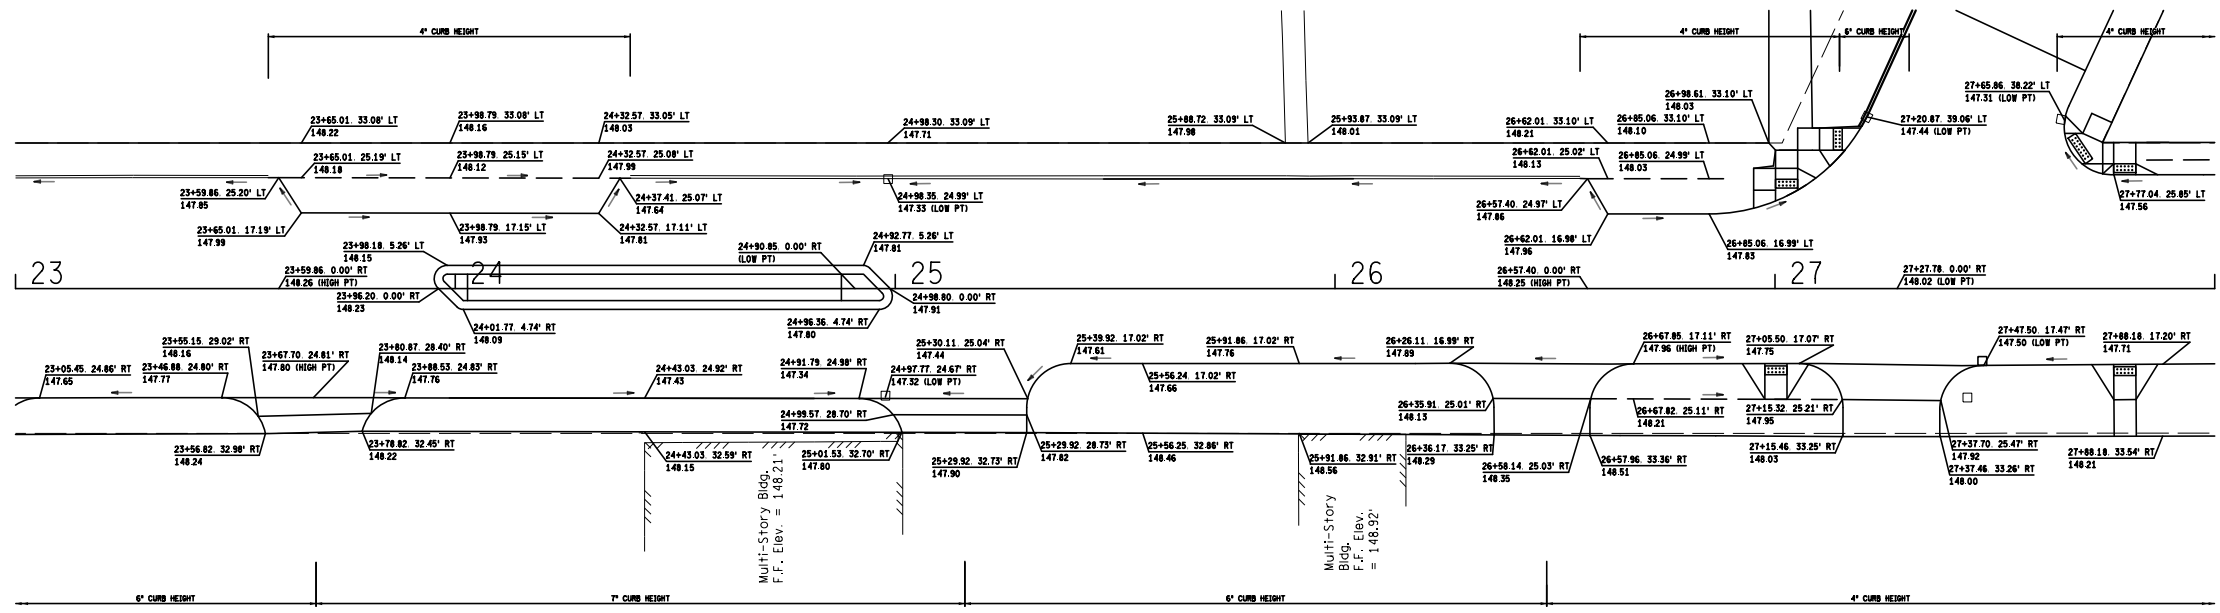 4" CURB HEIGHT
4" CURB HEIGHT
6" CURB HEIGHT
4" CURB HEIGHT
23+65.01. 33.08' LT
148.22
23+98.79. 33.08' LT
148.16
24+32.57. 33.05' LT
148.03
24+98.30. 33.09' LT
147.71
25+88.72. 33.09' LT
147.98
25+93.87. 33.09' LT
148.01
26+62.01. 33.10' LT
148.21
26+85.06. 33.10' LT
148.10
26+98.61. 33.10' LT
148.03
27+20.87. 39.06' LT
147.44 (LOW PT)
27+65.86. 38.22' LT
147.31 (LOW PT)
23+65.01. 25.19' LT
148.18
23+98.79. 25.15' LT
148.12
24+32.57. 25.08' LT
147.99
26+62.01. 25.02' LT
148.13
26+85.06. 24.99' LT
148.03
23+59.86. 25.20' LT
147.85
24+37.41. 25.07' LT
147.64
24+98.35. 24.99' LT
147.33 (LOW PT)
26+57.40. 24.97' LT
147.86
27+77.04. 25.85' LT
147.56
23+65.01. 17.19' LT
147.99
23+98.79. 17.15' LT
147.93
24+32.57. 17.11' LT
147.81
26+62.01. 16.98' LT
147.96
26+85.06. 16.99' LT
147.83
23+98.18. 5.26' LT
148.15
24+90.85. 0.00' RT
(LOW PT)
24+92.77. 5.26' LT
147.81
23
24
25
26
27
23+59.86. 0.00' RT
148.26 (HIGH PT)
26+57.40. 0.00' RT
148.25 (HIGH PT)
27+27.78. 0.00' RT
148.02 (LOW PT)
23+96.20. 0.00' RT
148.23
24+98.80. 0.00' RT
147.91
24+01.77. 4.74' RT
148.09
24+96.36. 4.74' RT
147.80
23+55.15. 29.02' RT
148.16
23+80.87. 28.40' RT
148.14
23+67.70. 24.81' RT
147.80 (HIGH PT)
23+05.45. 24.86' RT
147.65
23+46.88. 24.80' RT
147.77
23+88.53. 24.83' RT
147.76
24+43.03. 24.92' RT
147.43
24+91.79. 24.98' RT
147.34
24+97.77. 24.67' RT
147.32 (LOW PT)
25+30.11. 25.04' RT
147.44
25+39.92. 17.02' RT
147.61
25+91.86. 17.02' RT
147.76
26+26.11. 16.99' RT
147.89
26+67.85. 17.11' RT
147.96 (HIGH PT)
27+05.50. 17.07' RT
147.75
27+47.50. 17.47' RT
147.50 (LOW PT)
27+88.18. 17.20' RT
147.71
25+56.24. 17.02' RT
147.66
24+99.57. 28.70' RT
147.72
26+35.91. 25.01' RT
148.13
26+67.82. 25.11' RT
148.21
27+15.32. 25.21' RT
147.95
23+56.82. 32.98' RT
148.24
23+78.82. 32.45' RT
148.22
24+43.03. 32.59' RT
148.15
25+01.53. 32.70' RT
147.80
25+29.92. 32.73' RT
147.90
25+29.92. 28.73' RT
147.82
25+56.25. 32.86' RT
148.46
25+91.86. 32.91' RT
148.56
26+36.17. 33.25' RT
148.29
26+58.14. 25.03' RT
148.35
26+57.96. 33.36' RT
148.51
27+15.46. 33.25' RT
148.03
27+37.70. 25.47' RT
147.92
27+37.46. 33.26' RT
148.00
27+88.18. 33.54' RT
148.21
Multi-Story Bldg.
F.F. Elev. = 148.21'
Multi-Story
Bldg.
F.F. Elev.
= 148.92'
6" CURB HEIGHT
7" CURB HEIGHT
6" CURB HEIGHT
4" CURB HEIGHT